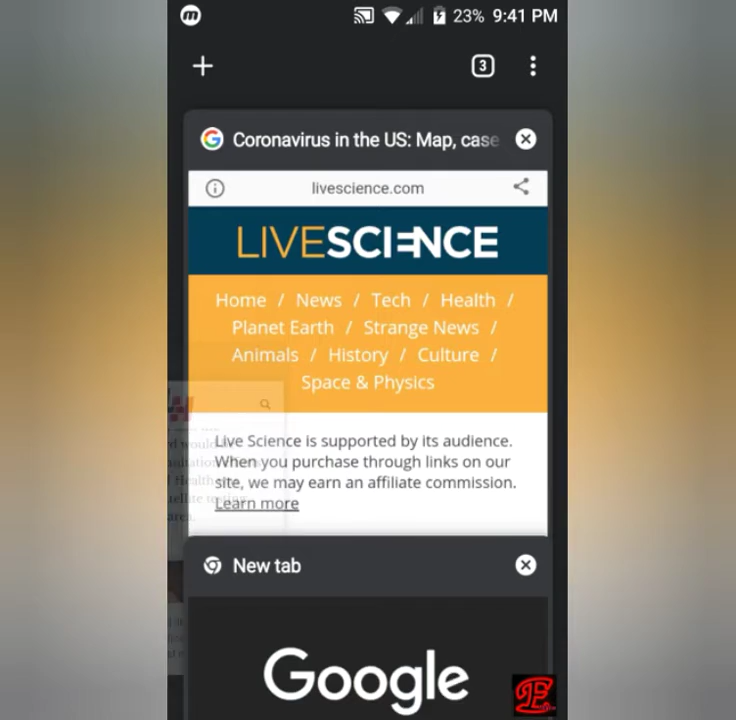 23% 9:41 PM
3
Coronavirus in the US: Map, case
livescience.com
LIVESCIENCE
Home / News / Tech / Health /
Planet Earth / Strange News /
Animals / History / Culture /
Space & Physics
Live Science is supported by its audience.
When you purchase through links on our
site, we may earn an affiliate commission.
Learn more
New tab
Google